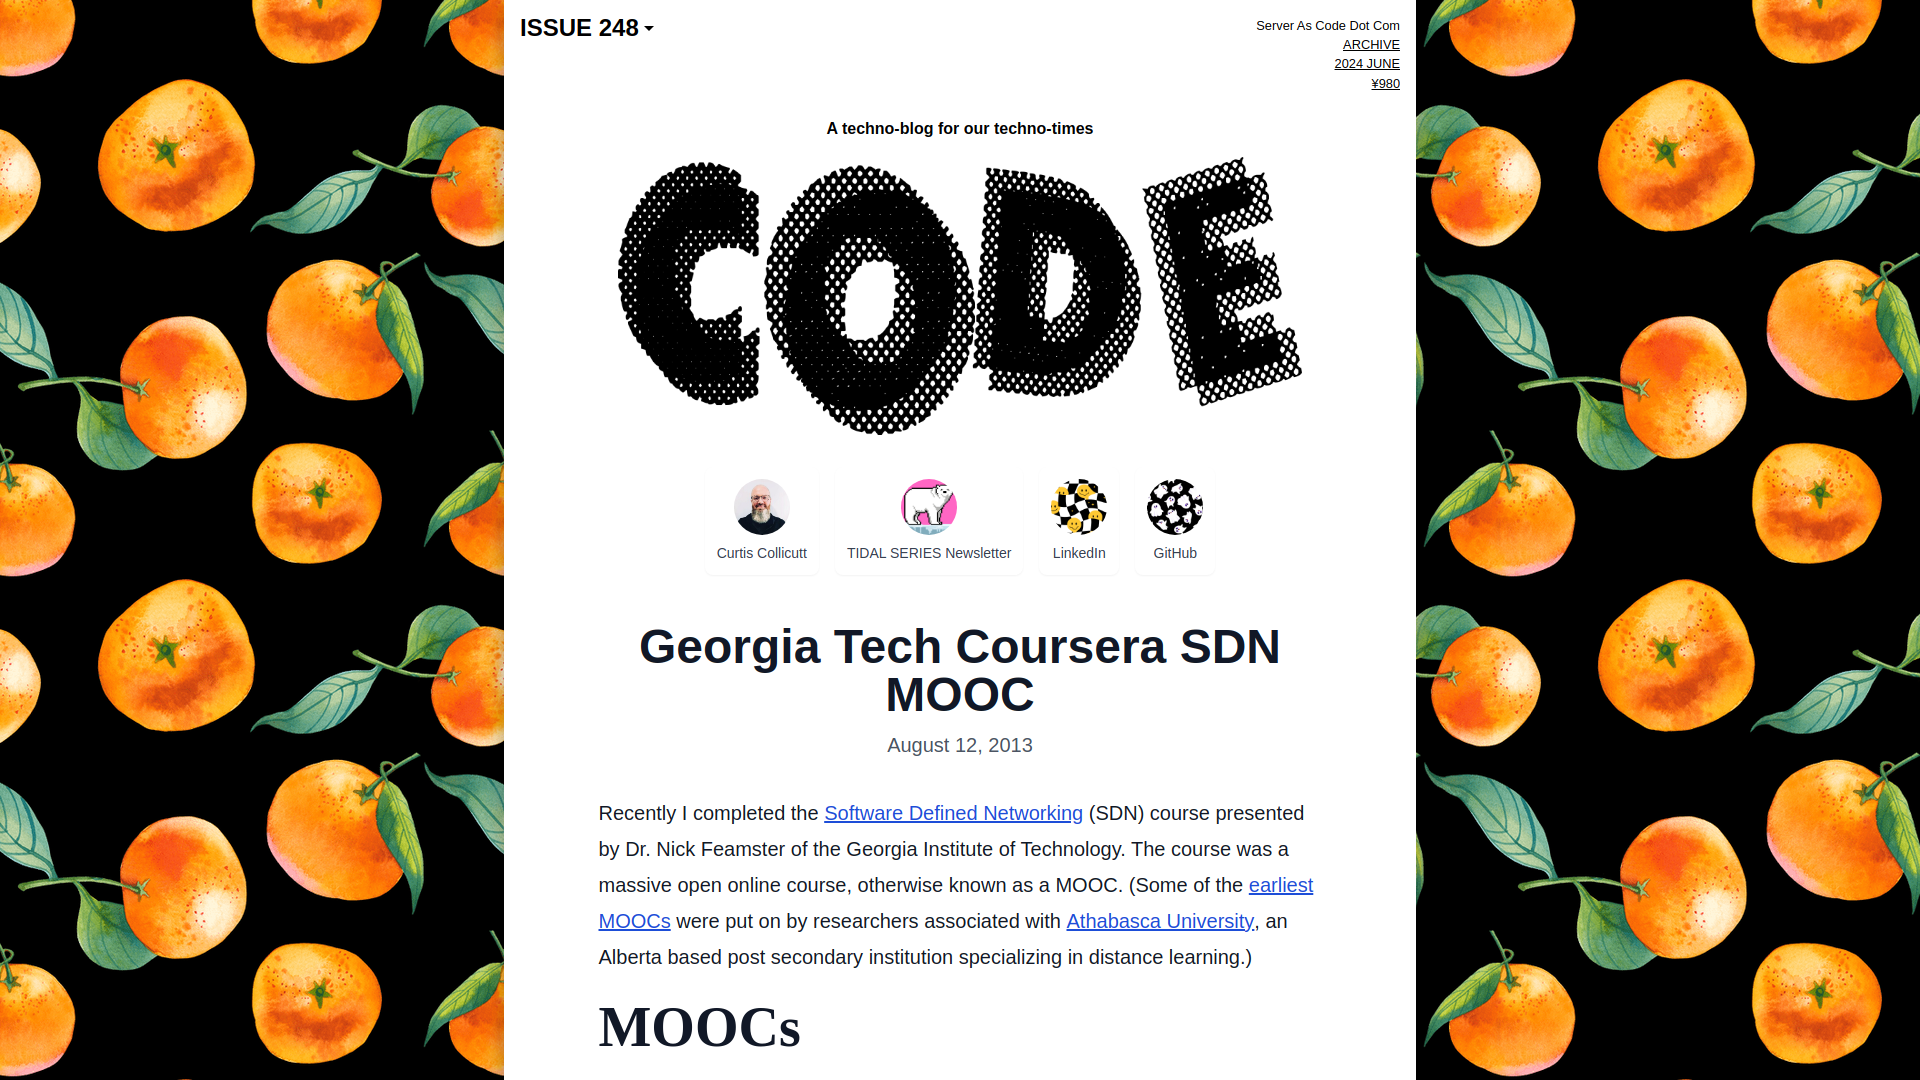 ISSUE 248
Server As Code Dot Com
ARCHIVE
2024 JUNE
¥980
A techno-blog for our techno-times
CODE
Curtis Collicutt
TIDAL SERIES Newsletter
LinkedIn
GitHub
Georgia Tech Coursera SDN
MOOC
August 12, 2013
Recently I completed the Software Defined Networking (SDN) course presented
by Dr. Nick Feamster of the Georgia Institute of Technology. The course was a
massive open online course, otherwise known as a MOOC. (Some of the earliest
MOOCs were put on by researchers associated with Athabasca University, an
Alberta based post secondary institution specializing in distance learning.)
MOOCs